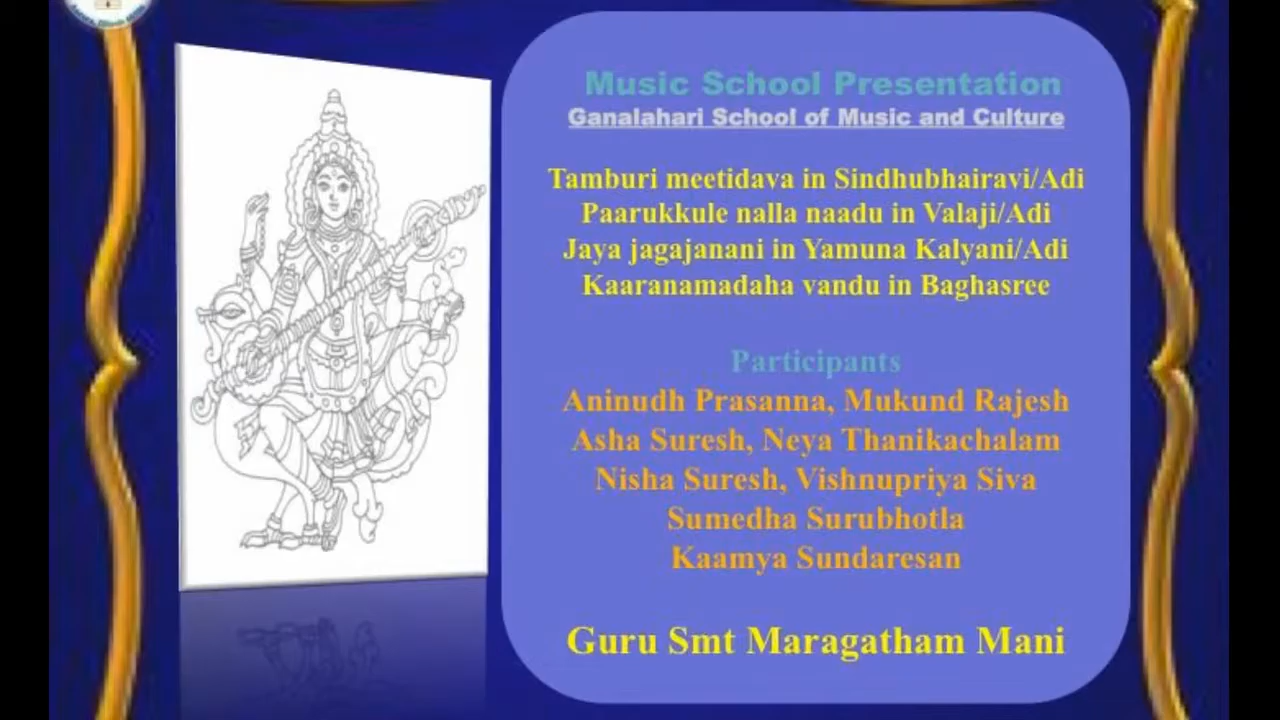 Music School Presentation
Ganalahari School of Music and Culture
Tamburi meetidava in Sindhubhairavi/Adi
Paarukkule nalla naadu in Valaji/Adi
Jaya jagajanani in Yamuna Kalyani/Adi
Kaaranamadaha vandu in Baghasree
Participants
Aninudh Prasanna, Mukund Rajesh
Asha Suresh, Neya Thanikachalam
Nisha Suresh, Vishnupriya Siva
Sumedha Surubhotla
Kaamya Sundaresan
Guru Smt Maragatham Mani